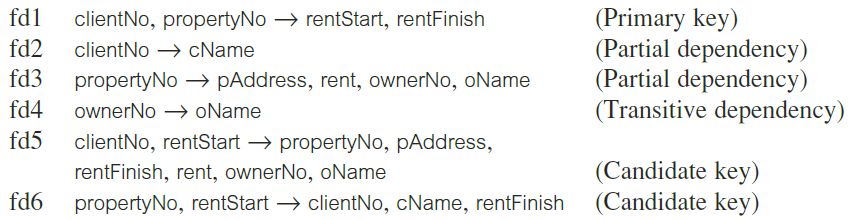 fd1 clientNo, propertyNo → rentStart, rentFinish (Primary key)
fd2 clientNo → cName (Partial dependency)
fd3 propertyNo → pAddress, rent, ownerNo, oName (Partial dependency)
fd4 ownerNo → oName (Transitive dependency)
fd5 clientNo, rentStart → propertyNo, pAddress,
rentFinish, rent, ownerNo, oName (Candidate key)
fd6 propertyNo, rentStart → clientNo, cName, rentFinish (Candidate key)